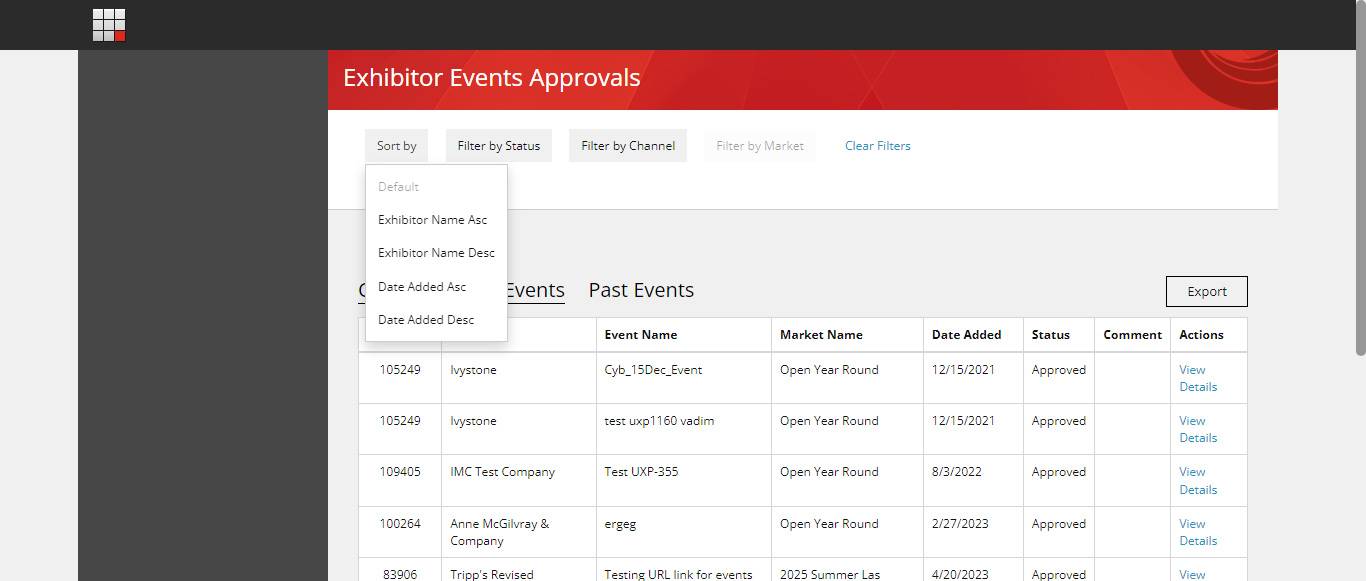 Exhibitor Events Approvals
Sort by Filter by Status Filter by Channel Filter by Market Clear Filters
Default
Exhibitor Name Asc
Exhibitor Name Desc
Date Added Asc
Date Added Desc
Events Past Events Export
Event Name Market Name Date Added Status Comment Actions
105249 Ivystone Cyb_15Dec_Event Open Year Round 12/15/2021 Approved View
Details
105249 Ivystone test uxp1160 vadim Open Year Round 12/15/2021 Approved View
Details
109405 IMC Test Company Test UXP-355 Open Year Round 8/3/2022 Approved View
Details
100264 Anne McGilvray & ergeg Open Year Round 2/27/2023 Approved View
Company Details
83906 Tripp's Revised Testing URL link for events 2025 Summer Las 4/20/2023 Approved View